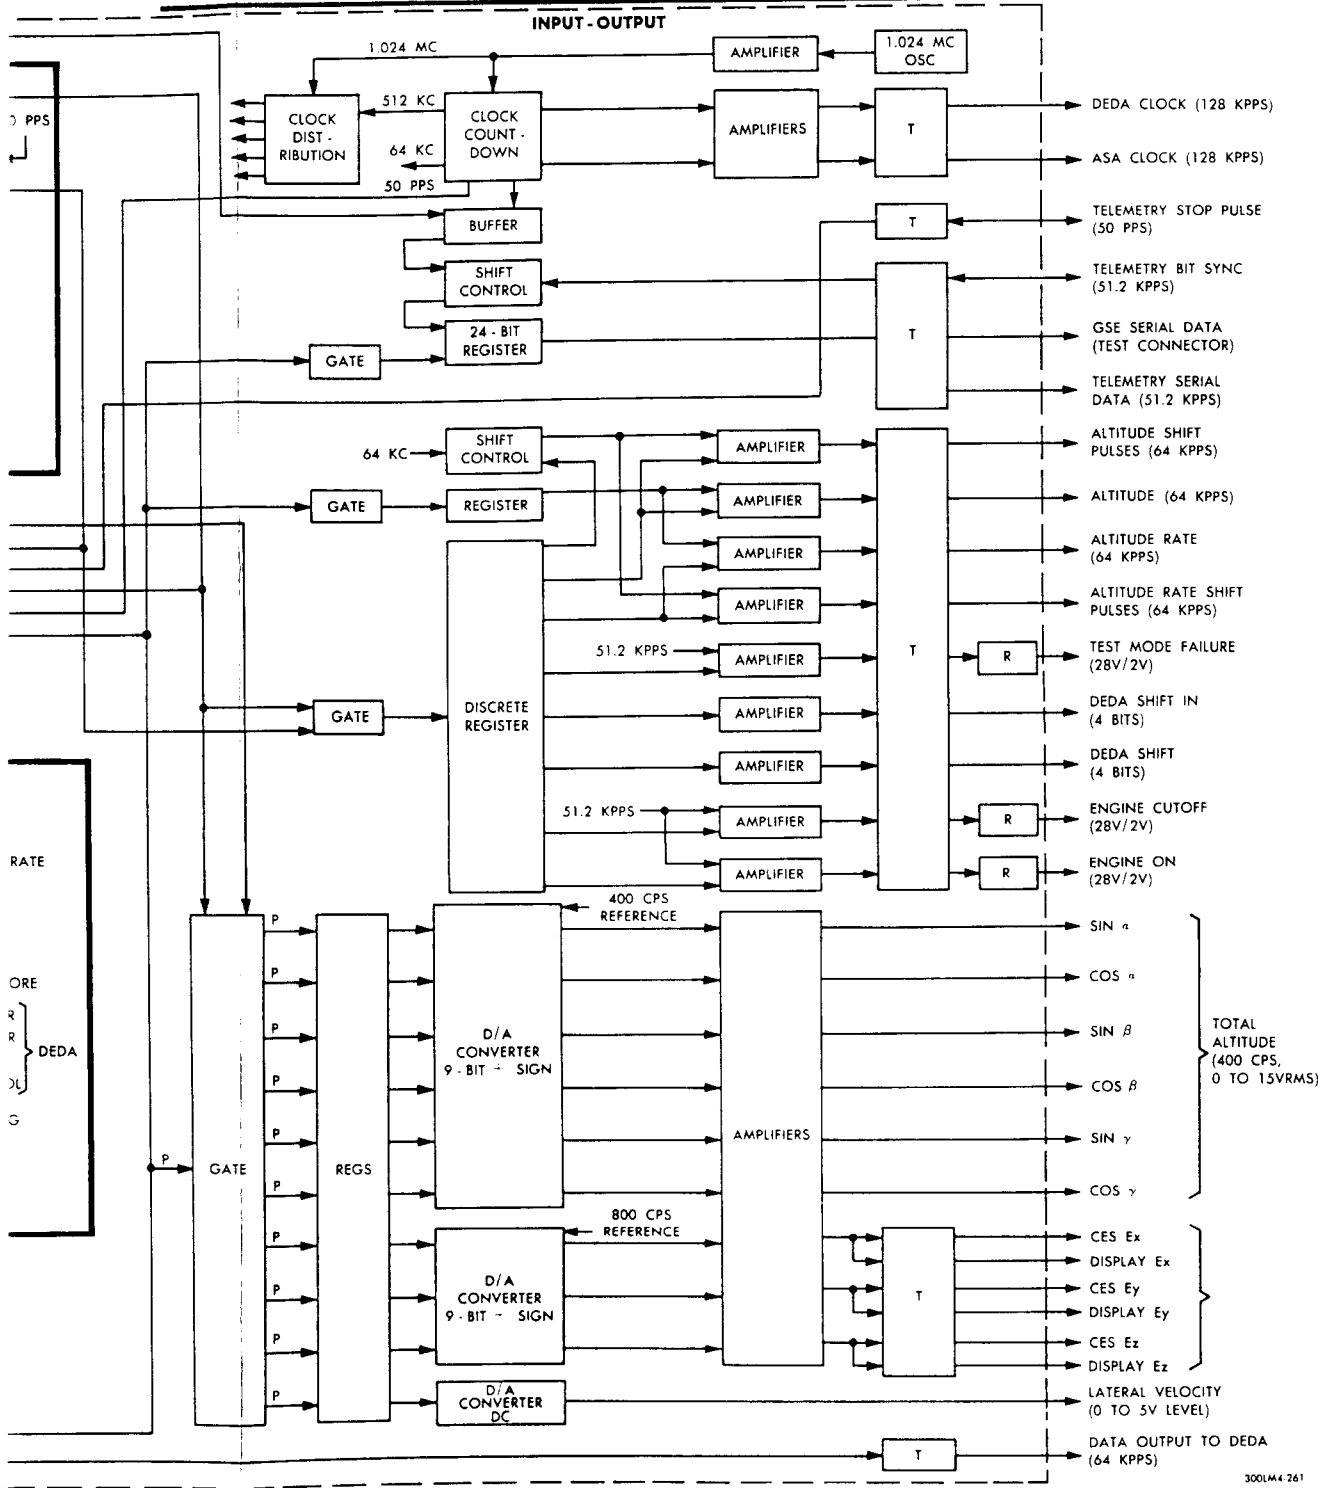 INPUT - OUTPUT
1.024 MC
AMPLIFIER
1.024 MC
OSC
PPS
CLOCK
DIST -
RIBUTION
512 KC
64 KC
50 PPS
CLOCK
COUNT -
DOWN
AMPLIFIERS
T
DEDA CLOCK (128 KPPS)
ASA CLOCK (128 KPPS)
BUFFER
T
TELEMETRY STOP PULSE
(50 PPS)
SHIFT
CONTROL
TELEMETRY BIT SYNC
(51.2 KPPS)
24 - BIT
REGISTER
GATE
T
GSE SERIAL DATA
(TEST CONNECTOR)
TELEMETRY SERIAL
DATA (51.2 KPPS)
64 KC
SHIFT
CONTROL
AMPLIFIER
ALTITUDE SHIFT
PULSES (64 KPPS)
GATE
REGISTER
AMPLIFIER
ALTITUDE (64 KPPS)
AMPLIFIER
ALTITUDE RATE
(64 KPPS)
AMPLIFIER
ALTITUDE RATE SHIFT
PULSES (64 KPPS)
51.2 KPPS
AMPLIFIER
T
R
TEST MODE FAILURE
(28V/2V)
GATE
DISCRETE
REGISTER
AMPLIFIER
DEDA SHIFT IN
(4 BITS)
AMPLIFIER
DEDA SHIFT
(4 BITS)
51.2 KPPS
AMPLIFIER
R
ENGINE CUTOFF
(28V/2V)
RATE
AMPLIFIER
R
ENGINE ON
(28V/2V)
400 CPS
REFERENCE
P
SIN α
ORE
P
COS α
R
R
DEDA
P
D/A
CONVERTER
9 - BIT - SIGN
SIN β
TOTAL
ALTITUDE
(400 CPS,
0 TO 15VRMS)
P
COS β
G
P
AMPLIFIERS
SIN γ
P
GATE
REGS
P
COS γ
800 CPS
REFERENCE
P
CES Ex
DISPLAY Ex
P
D/A
CONVERTER
9 - BIT - SIGN
T
CES Ey
DISPLAY Ey
P
CES Ez
DISPLAY Ez
P
D/A
CONVERTER
DC
LATERAL VELOCITY
(0 TO 5V LEVEL)
T
DATA OUTPUT TO DEDA
(64 KPPS)
300LM4-261